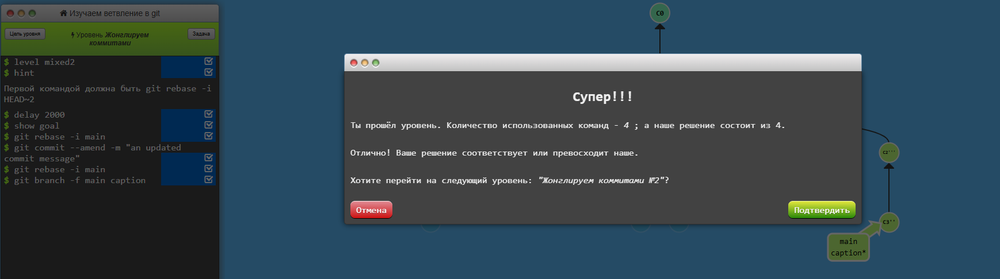 Изучаем ветвление в git
Цель уровня
Уровень Жонглируем
коммитами
Задача
$ level mixed2
$ hint
Первой командой должна быть git rebase -i
HEAD~2
$ delay 2000
$ show goal
$ git rebase -i main
$ git commit --amend -m "an updated
commit message"
$ git rebase -i main
$ git branch -f main caption
C0
Супер!!!
Ты прошёл уровень. Количество использованных команд - 4 ; а наше решение состоит из 4.
Отлично! Ваше решение соответствует или превосходит наше.
Хотите перейти на следующий уровень: "Жонглируем коммитами №2"?
Отмена
Подтвердить
C2'''
C3''
main
caption*